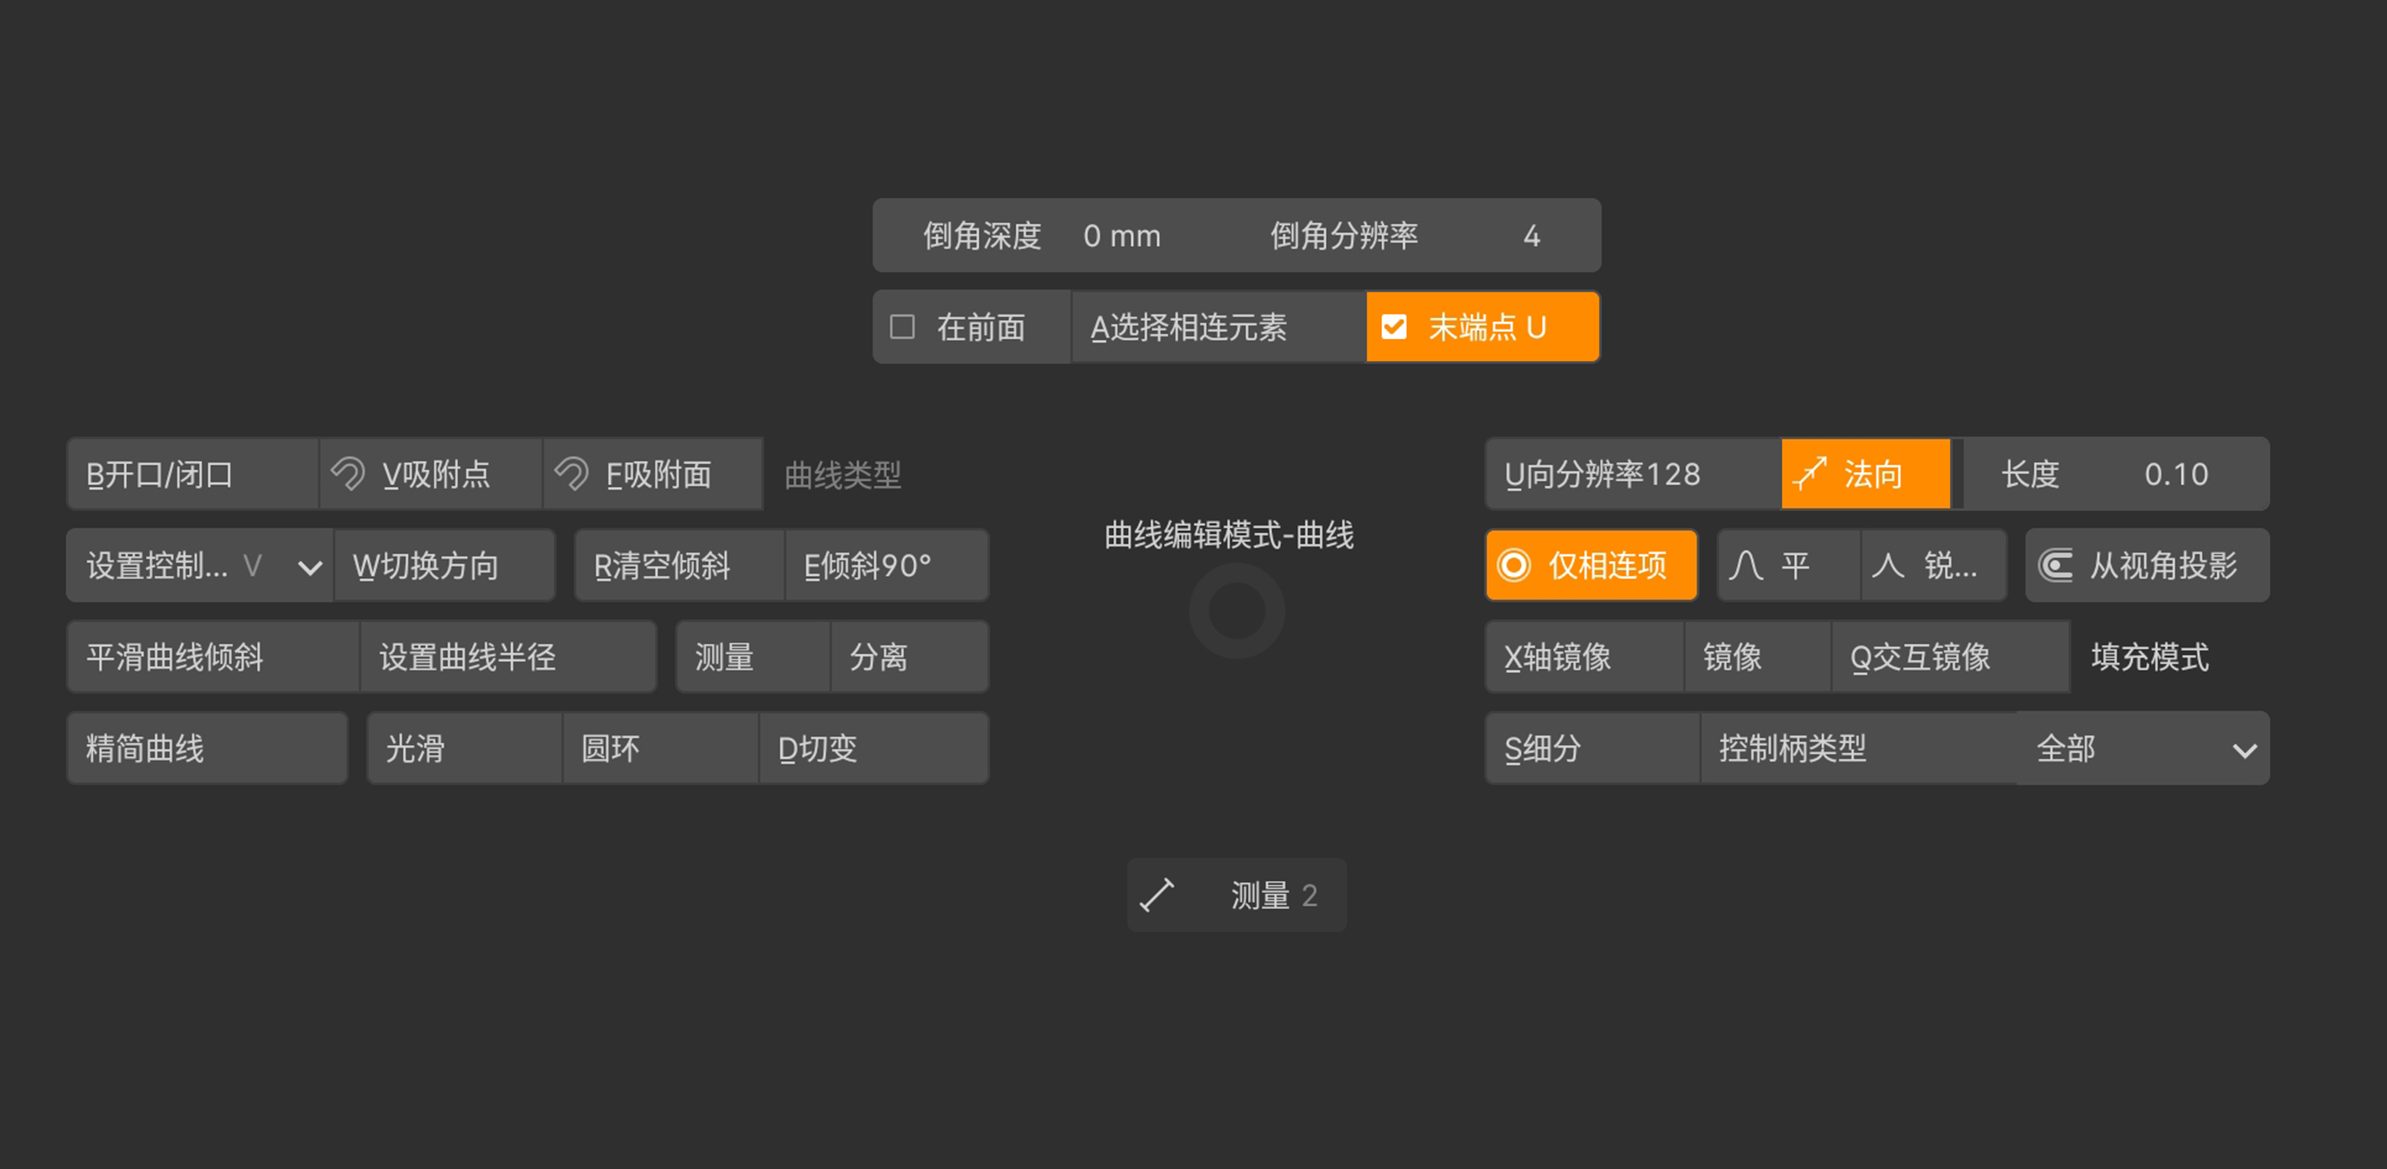 倒角深度 0 mm 倒角分辨率 4
在前面 A选择相连元素 末端点 U
B开口/闭口 V吸附点 F吸附面 曲线类型
设置控制... V W切换方向 R清空倾斜 E倾斜90°
平滑曲线倾斜 设置曲线半径 测量 分离
精简曲线 光滑 圆环 D切变
曲线编辑模式-曲线
U向分辨率128 法向 长度 0.10
仅相连项 平 锐... 从视角投影
X轴镜像 镜像 Q交互镜像 填充模式
S细分 控制柄类型 全部
测量 2